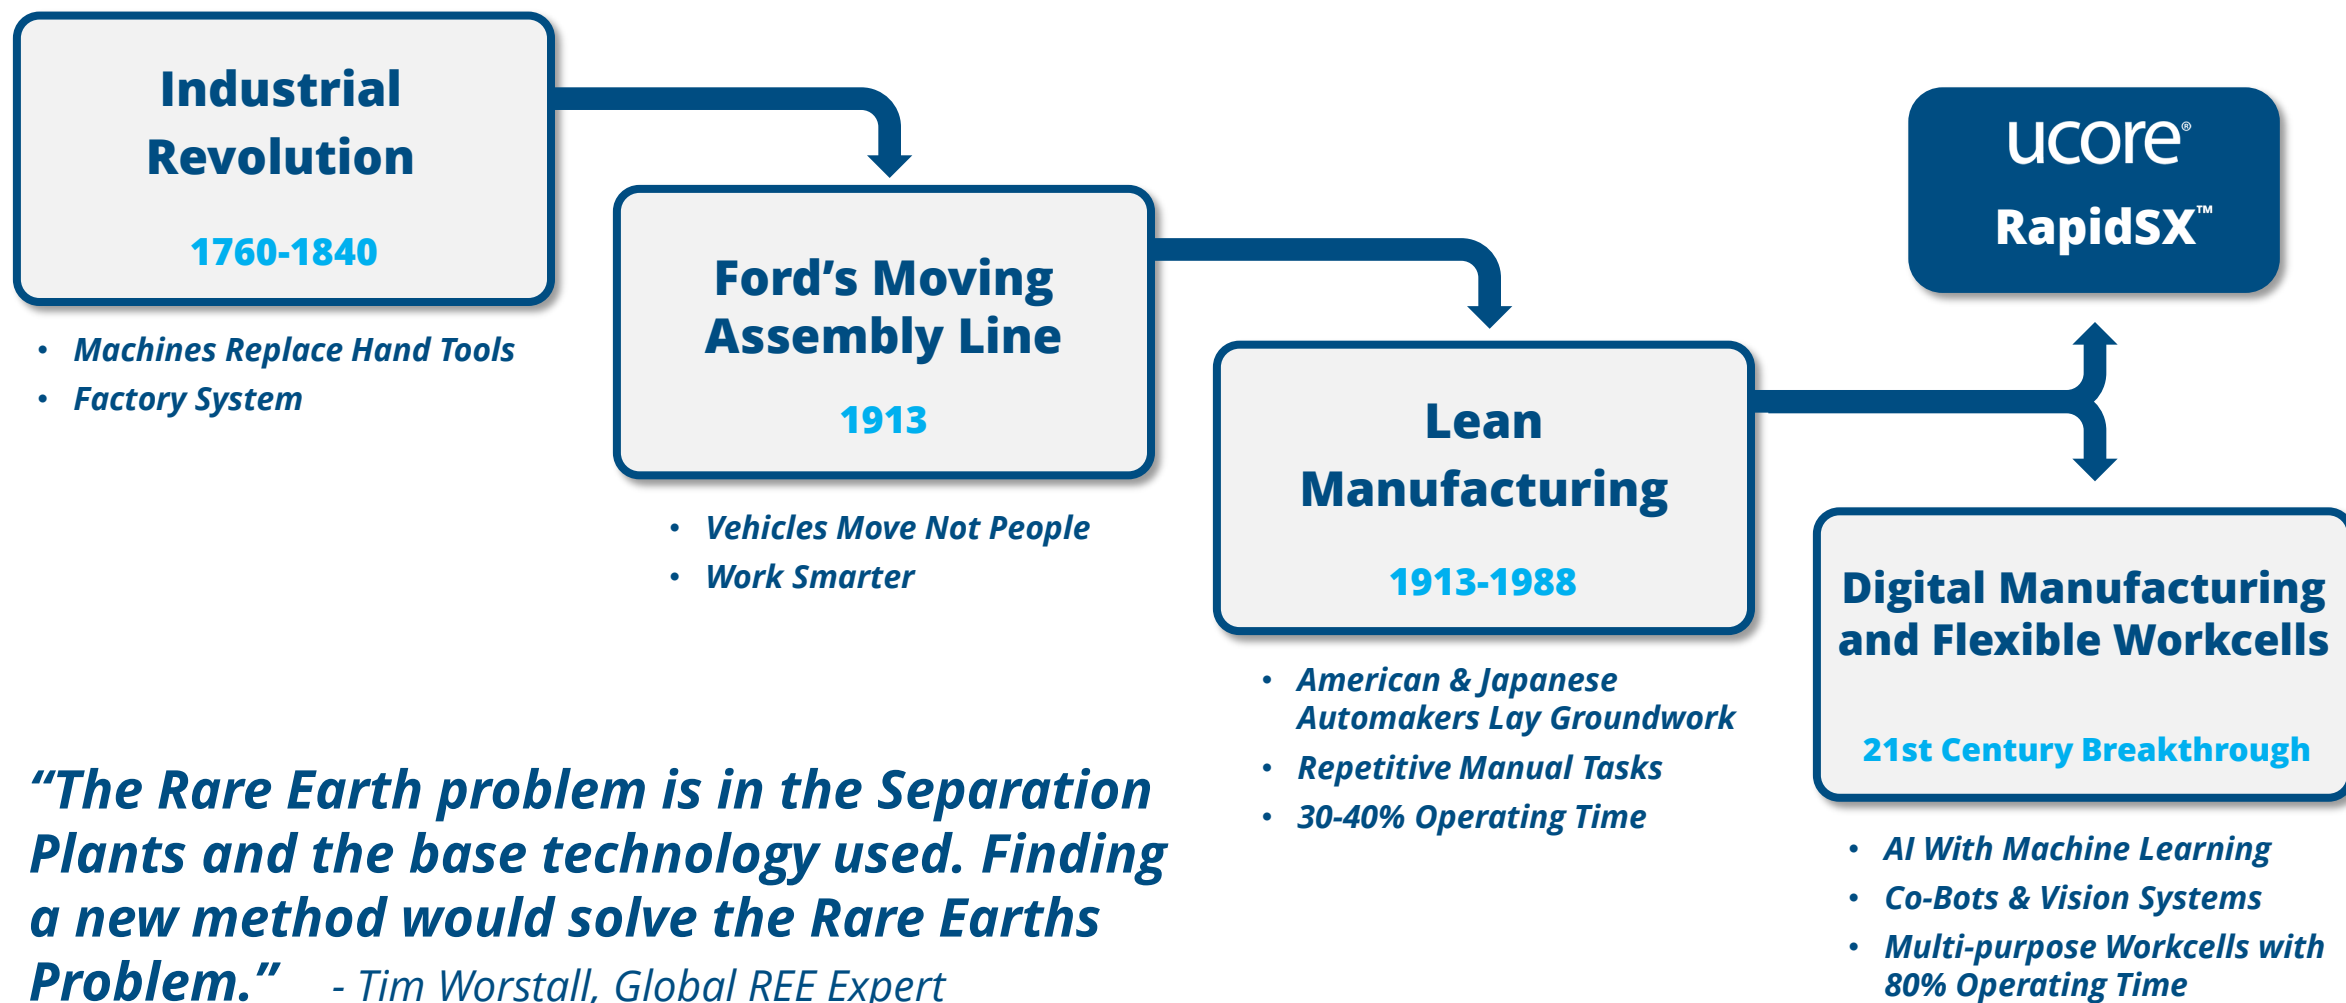 Industrial
Revolution
1760-1840
• Machines Replace Hand Tools
• Factory System
Ford’s Moving
Assembly Line
1913
• Vehicles Move Not People
• Work Smarter
Lean
Manufacturing
1913-1988
• American & Japanese
Automakers Lay Groundwork
• Repetitive Manual Tasks
• 30-40% Operating Time
ucore®
RapidSX™
Digital Manufacturing
and Flexible Workcells
21st Century Breakthrough
• AI With Machine Learning
• Co-Bots & Vision Systems
• Multi-purpose Workcells with
80% Operating Time
“The Rare Earth problem is in the Separation
Plants and the base technology used. Finding
a new method would solve the Rare Earths
Problem.” - Tim Worstall, Global REE Expert